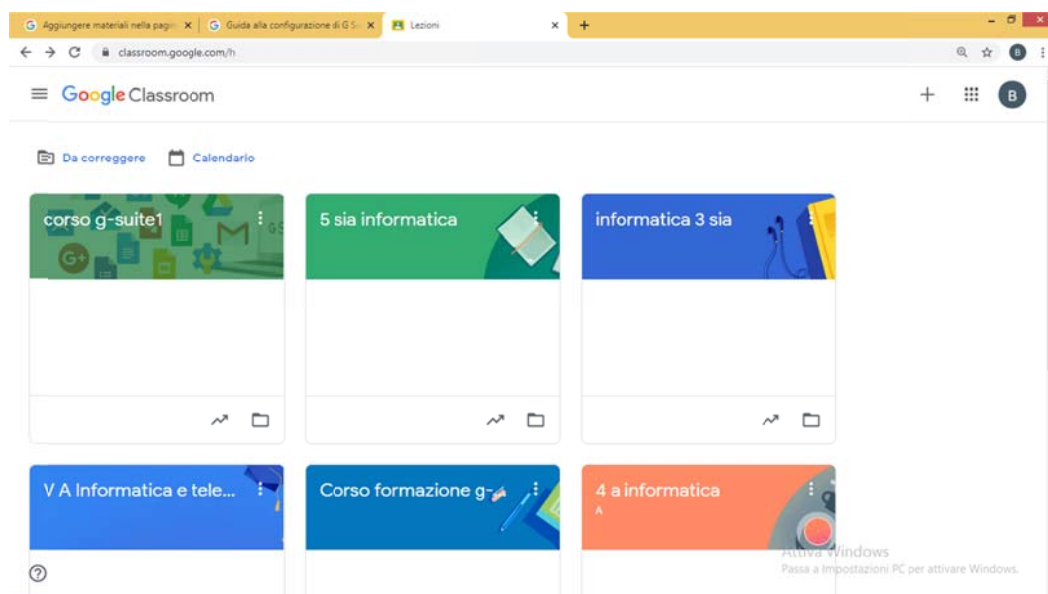 Aggiungere materiali nella pagin
Guida alla configurazione di G S
Lezioni
classroom.google.com/h
B
Google Classroom
B
Da correggere
Calendario
corso g-suite1
5 sia informatica
informatica 3 sia
V A Informatica e tele...
Corso formazione g-
4 a informatica
A
Attiva Windows
Passa a Impostazioni PC per attivare Windows.